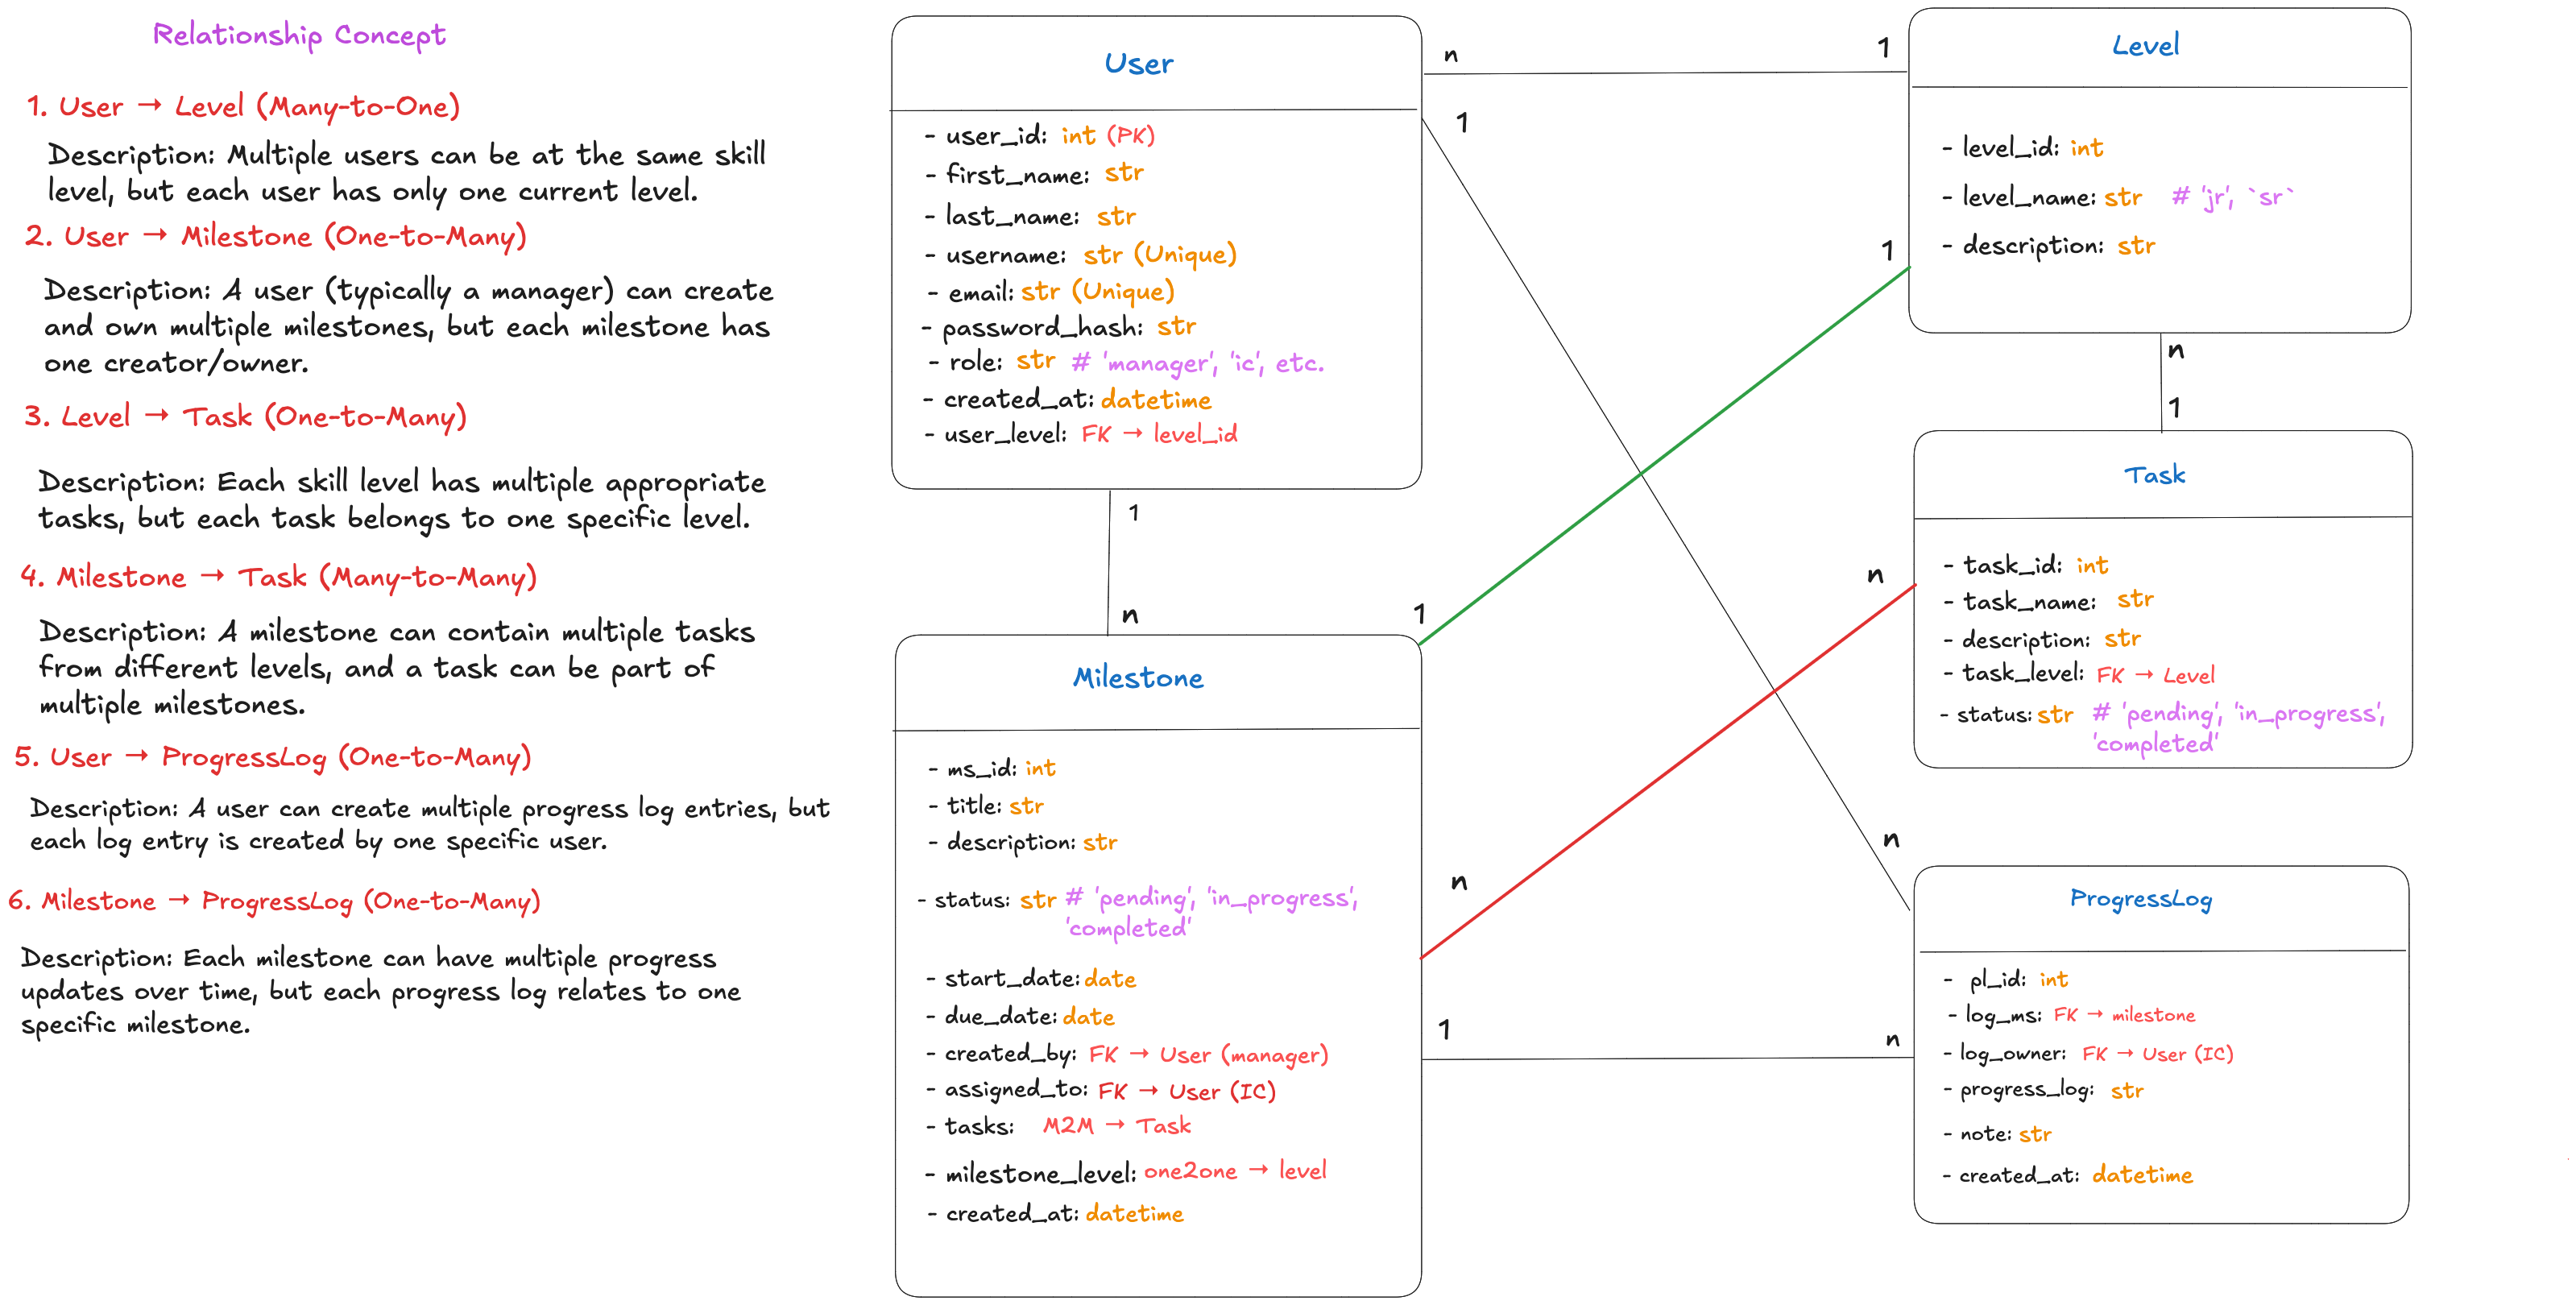 Relationship Concept
1. User → Level (Many-to-One)
Description: Multiple users can be at the same skill
level, but each user has only one current level.
2. User → Milestone (One-to-Many)
Description: A user (typically a manager) can create
and own multiple milestones, but each milestone has
one creator/owner.
3. Level → Task (One-to-Many)
Description: Each skill level has multiple appropriate
tasks, but each task belongs to one specific level.
4. Milestone → Task (Many-to-Many)
Description: A milestone can contain multiple tasks
from different levels, and a task can be part of
multiple milestones.
5. User → ProgressLog (One-to-Many)
Description: A user can create multiple progress log entries, but
each log entry is created by one specific user.
6. Milestone → ProgressLog (One-to-Many)
Description: Each milestone can have multiple progress
updates over time, but each progress log relates to one
specific milestone.
User
- user_id: int (PK)
- first_name: str
- last_name: str
- username: str (Unique)
- email: str (Unique)
- password_hash: str
- role: str # 'manager', 'ic', etc.
- created_at: datetime
- user_level: FK → level_id
n
1
1
1
n
Level
- level_id: int
- level_name: str # 'jr', `sr`
- description: str
1
1
n
1
Milestone
- ms_id: int
- title: str
- description: str
- status: str # 'pending', 'in_progress',
'completed'
- start_date: date
- due_date: date
- created_by: FK → User (manager)
- assigned_to: FK → User (IC)
- tasks: M2M → Task
- milestone_level: one2one → level
- created_at: datetime
Task
- task_id: int
- task_name: str
- description: str
- task_level: FK → Level
- status: str # 'pending', 'in_progress',
'completed'
n
n
n
1
n
ProgressLog
- pl_id: int
- log_ms: FK → milestone
- log_owner: FK → User (IC)
- progress_log: str
- note: str
- created_at: datetime